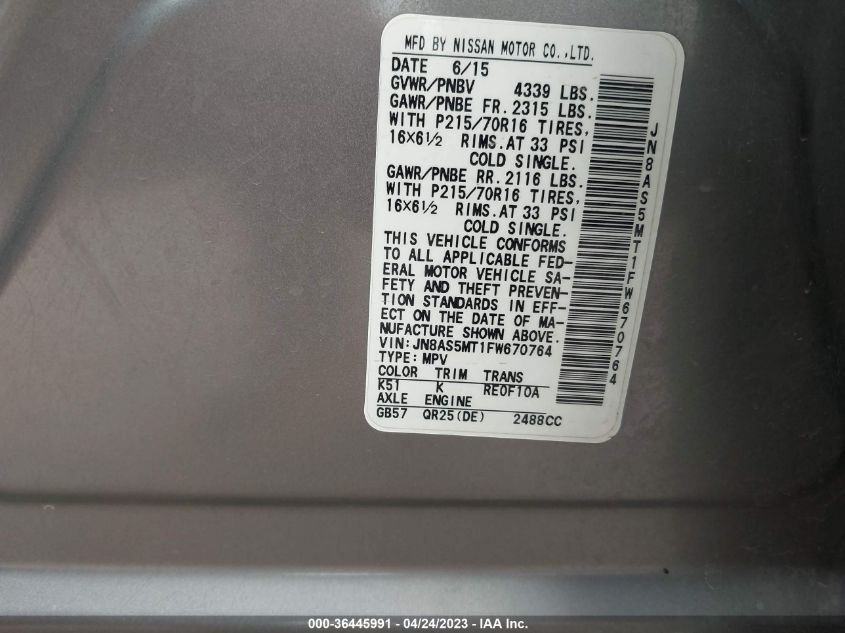 MFD BY NISSAN MOTOR CO.,LTD.
DATE 6/15
GVWR/PNBV 4339 LBS.
GAWR/PNBE FR. 2315 LBS.
WITH P215/70R16 TIRES,
16X6½ RIMS.AT 33 PSI
COLD SINGLE.
GAWR/PNBE RR. 2116 LBS.
WITH P215/70R16 TIRES,
16X6½ RIMS.AT 33 PSI
COLD SINGLE.
THIS VEHICLE CONFORMS
TO ALL APPLICABLE FED-
ERAL MOTOR VEHICLE SA-
FETY AND THEFT PREVEN-
TION STANDARDS IN EFF-
ECT ON THE DATE OF MA-
NUFACTURE SHOWN ABOVE.
VIN:JN8AS5MT1FW670764
TYPE:MPV
COLOR TRIM TRANS
K51 K RE0F10A
AXLE ENGINE
GB57 QR25(DE) 2488CC
JN8AS5MT1FW670764
000-36445991 - 04/24/2023 - IAA Inc.